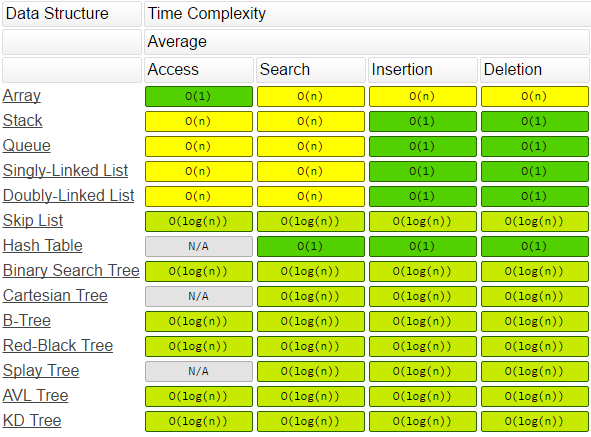 Data Structure Time Complexity
Average
Access Search Insertion Deletion
Array O(1) O(n) O(n) O(n)
Stack O(n) O(n) O(1) O(1)
Queue O(n) O(n) O(1) O(1)
Singly-Linked List O(n) O(n) O(1) O(1)
Doubly-Linked List O(n) O(n) O(1) O(1)
Skip List O(log(n)) O(log(n)) O(log(n)) O(log(n))
Hash Table N/A O(1) O(1) O(1)
Binary Search Tree O(log(n)) O(log(n)) O(log(n)) O(log(n))
Cartesian Tree N/A O(log(n)) O(log(n)) O(log(n))
B-Tree O(log(n)) O(log(n)) O(log(n)) O(log(n))
Red-Black Tree O(log(n)) O(log(n)) O(log(n)) O(log(n))
Splay Tree N/A O(log(n)) O(log(n)) O(log(n))
AVL Tree O(log(n)) O(log(n)) O(log(n)) O(log(n))
KD Tree O(log(n)) O(log(n)) O(log(n)) O(log(n))